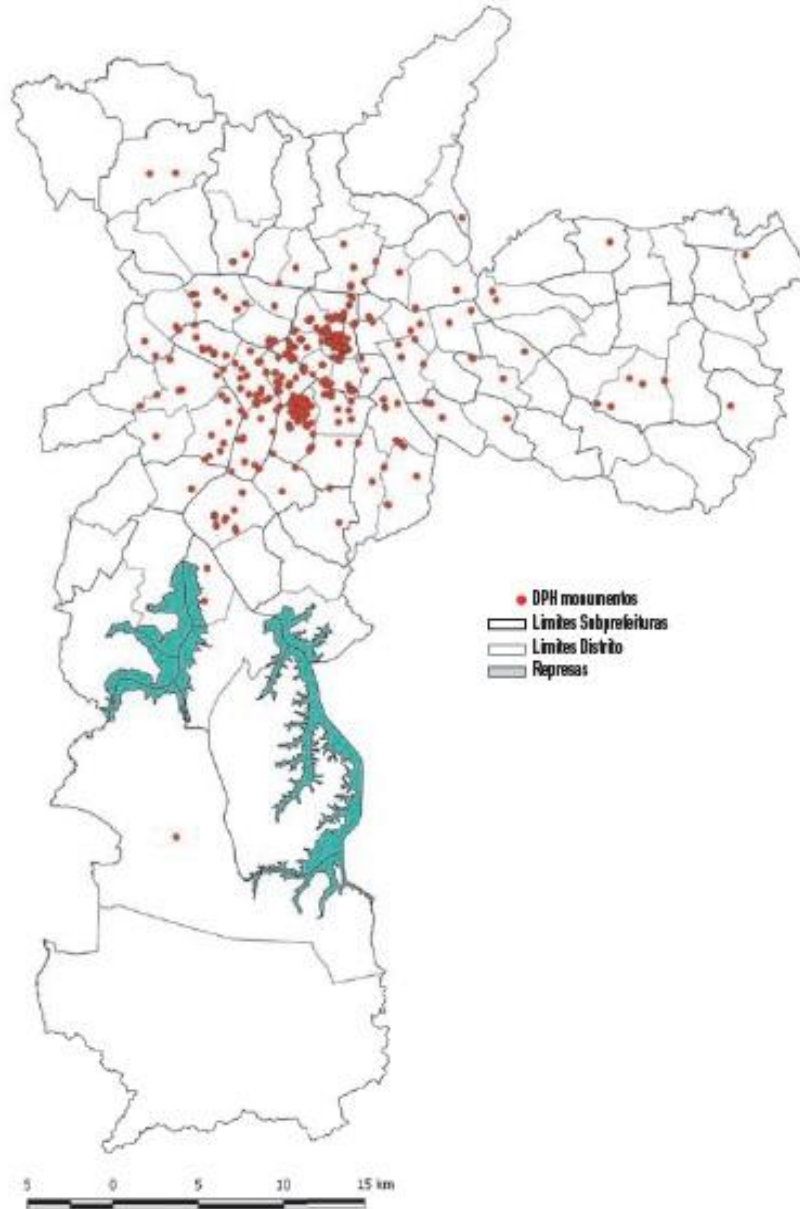 DPH monumentos
Limites Subprefeituras
Limites Distrito
Represas
5 0 5 10 15 km